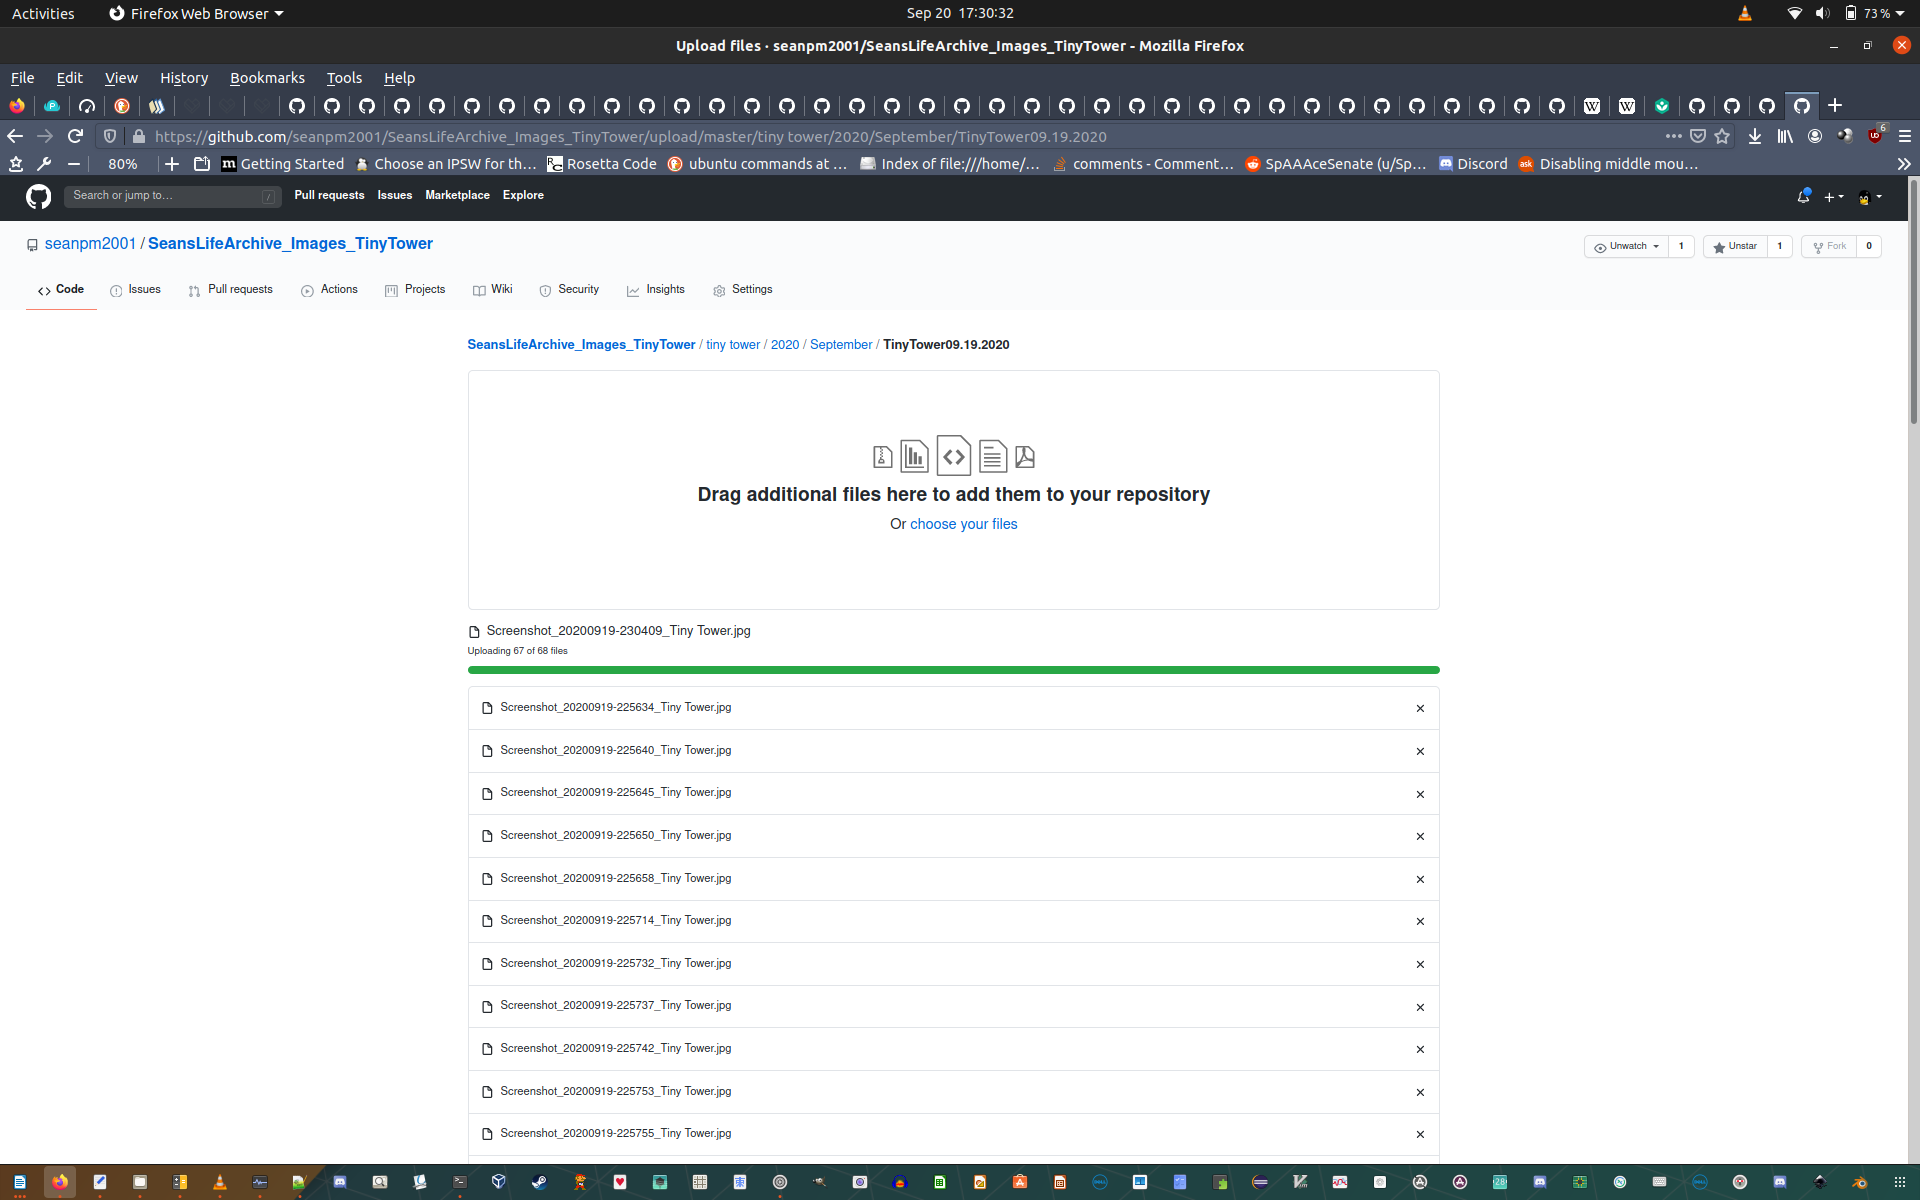 Activities Firefox Web Browser Sep 20 17:30:32 73 %
Upload files · seanpm2001/SeansLifeArchive_Images_TinyTower - Mozilla Firefox
File Edit View History Bookmarks Tools Help
https://github.com/seanpm2001/SeansLifeArchive_Images_TinyTower/upload/master/tiny tower/2020/September/TinyTower09.19.2020 6
80% Getting Started Choose an IPSW for th… Rosetta Code ubuntu commands at … Index of file:///home/… comments - Comment… SpAAAceSenate (u/Sp… Discord Disabling middle mou…
Search or jump to… / Pull requests Issues Marketplace Explore
seanpm2001 / SeansLifeArchive_Images_TinyTower Unwatch 1 Unstar 1 Fork 0
Code Issues Pull requests Actions Projects Wiki Security Insights Settings
SeansLifeArchive_Images_TinyTower / tiny tower / 2020 / September / TinyTower09.19.2020
Drag additional files here to add them to your repository
Or choose your files
Screenshot_20200919-230409_Tiny Tower.jpg
Uploading 67 of 68 files
Screenshot_20200919-225634_Tiny Tower.jpg
Screenshot_20200919-225640_Tiny Tower.jpg
Screenshot_20200919-225645_Tiny Tower.jpg
Screenshot_20200919-225650_Tiny Tower.jpg
Screenshot_20200919-225658_Tiny Tower.jpg
Screenshot_20200919-225714_Tiny Tower.jpg
Screenshot_20200919-225732_Tiny Tower.jpg
Screenshot_20200919-225737_Tiny Tower.jpg
Screenshot_20200919-225742_Tiny Tower.jpg
Screenshot_20200919-225753_Tiny Tower.jpg
Screenshot_20200919-225755_Tiny Tower.jpg